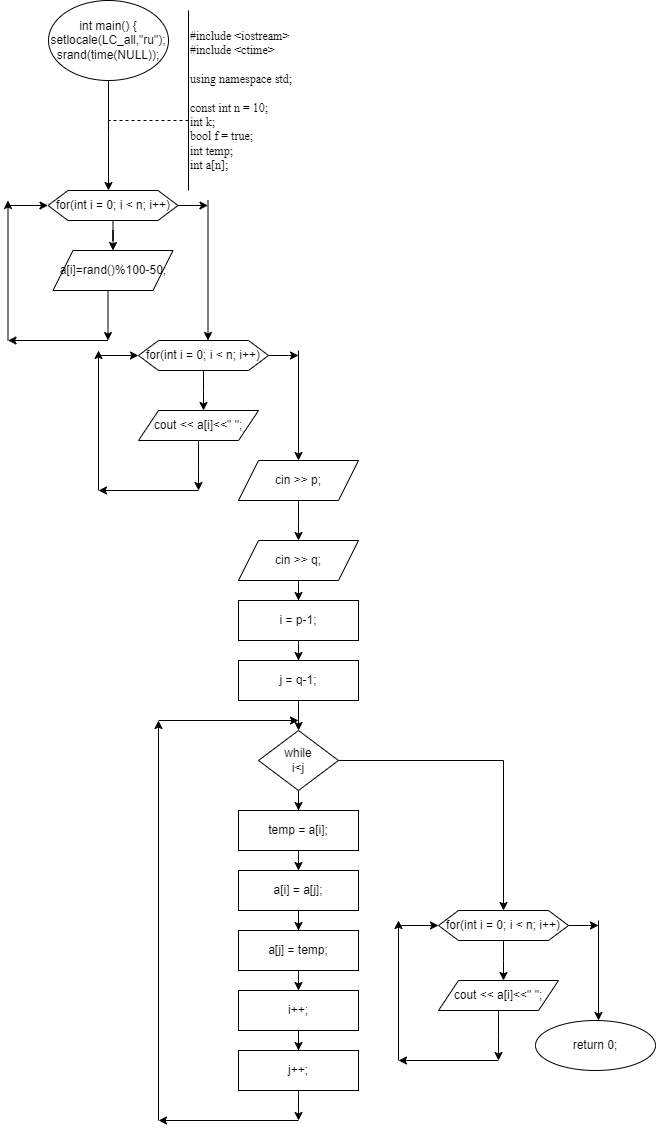 int main() {
setlocale(LC_all,"ru");
srand(time(NULL));
#include <iostream>
#include <ctime>
using namespace std;
const int n = 10;
int k;
bool f = true;
int temp;
int a[n];
for(int i = 0; i < n; i++)
a[i]=rand()%100-50;
for(int i = 0; i < n; i++)
cout << a[i]<<" ";
cin >> p;
cin >> q;
i = p-1;
j = q-1;
while
i<j
temp = a[i];
a[i] = a[j];
a[j] = temp;
i++;
j++;
for(int i = 0; i < n; i++)
cout << a[i]<<" ";
return 0;